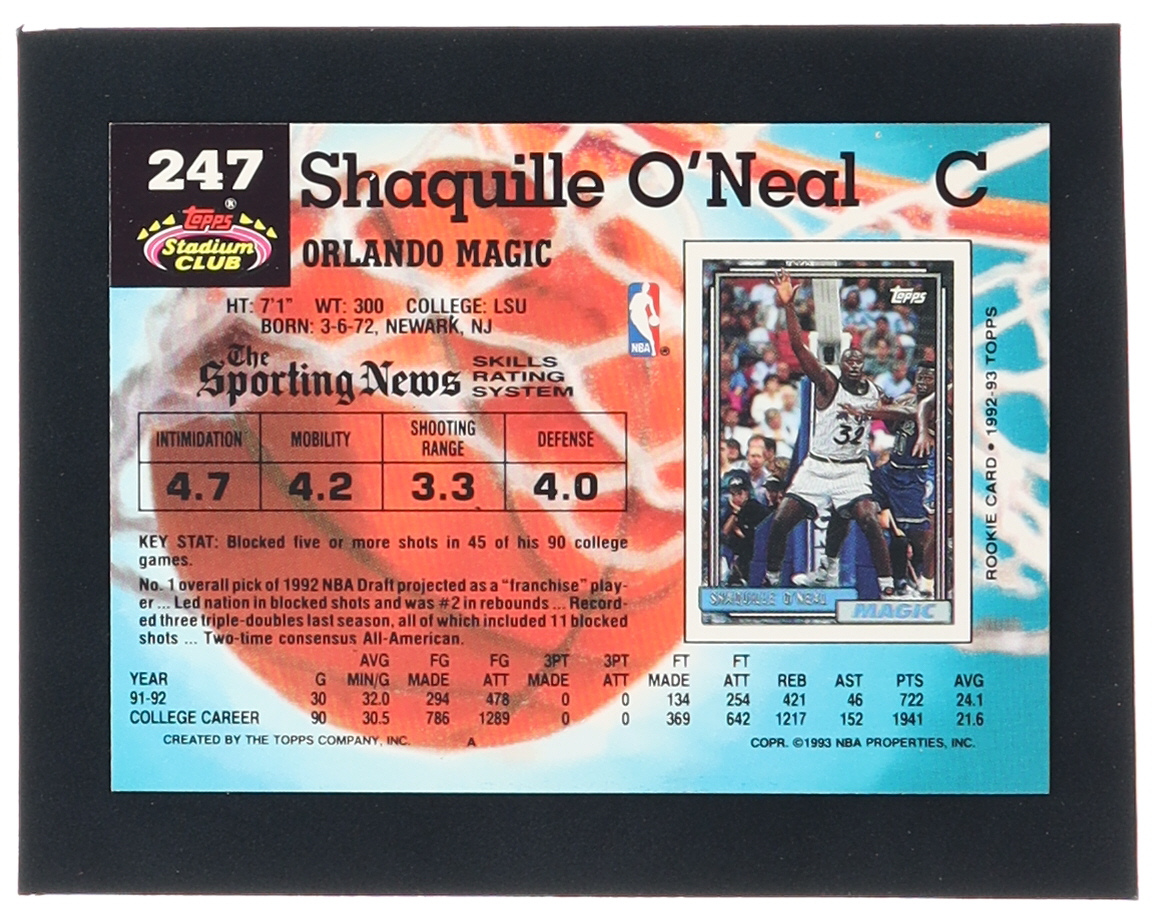 247
Shaquille O'Neal C
Topps®
Stadium
CLUB
ORLANDO MAGIC
HT: 7'1" WT: 300 COLLEGE: LSU
BORN: 3-6-72, NEWARK, NJ
NBA®
The
Sporting News
SKILLS
RATING
SYSTEM
INTIMIDATION MOBILITY SHOOTING RANGE DEFENSE
4.7 4.2 3.3 4.0
KEY STAT: Blocked five or more shots in 45 of his 90 college
games.
No. 1 overall pick of 1992 NBA Draft projected as a "franchise" play-
er ... Led nation in blocked shots and was #2 in rebounds ... Record-
ed three triple-doubles last season, all of which included 11 blocked
shots ... Two-time consensus All-American.
Topps
32
SHAQUILLE O'NEAL
MAGIC
ROOKIE CARD • 1992-93 TOPPS
AVG FG FG 3PT 3PT FT FT
YEAR G MIN/G MADE ATT MADE ATT MADE ATT REB AST PTS AVG
91-92 30 32.0 294 478 0 0 134 254 421 46 722 24.1
COLLEGE CAREER 90 30.5 786 1289 0 0 369 642 1217 152 1941 21.6
CREATED BY THE TOPPS COMPANY, INC. A COPR. ©1993 NBA PROPERTIES, INC.